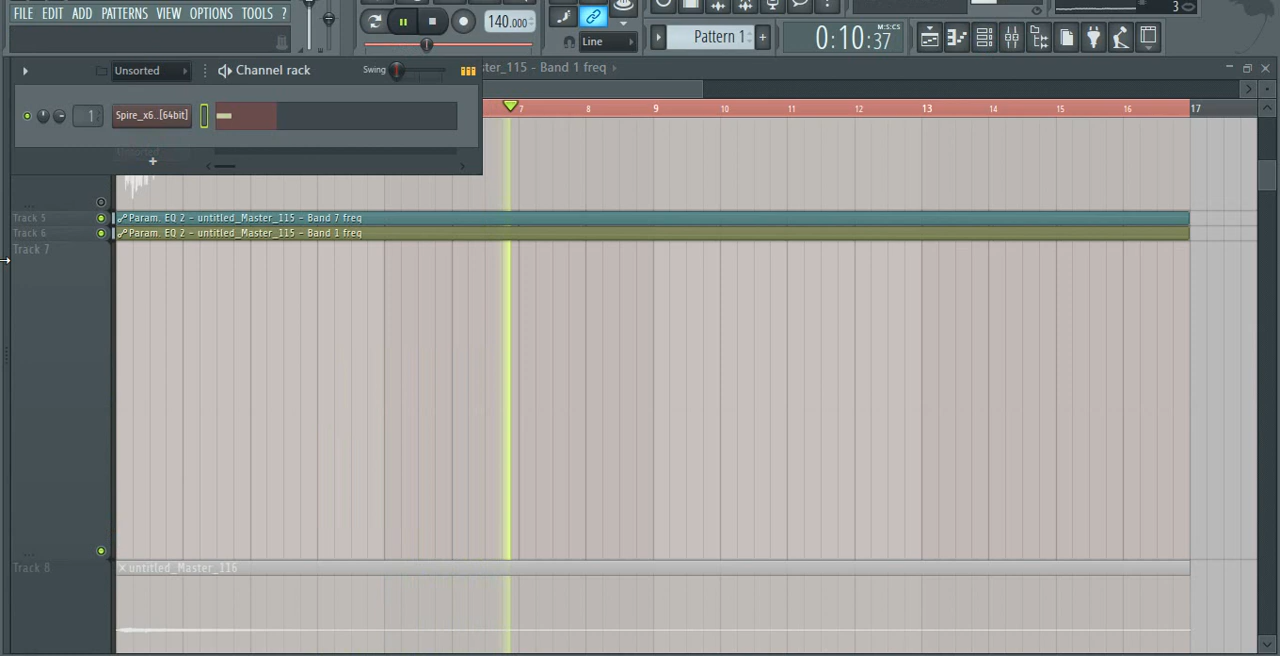 FILE EDIT ADD PATTERNS VIEW OPTIONS TOOLS ?
140.000
Line
Pattern 1
+
0:10:37
M:S:CS
3
Unsorted
Channel rack
Swing
ster_115 - Band 1 freq
1
Spire_x6..[64bit]
+
7 8 9 10 11 12 13 14 15 16 17
...
Track 5
Param. EQ 2 - untitled_Master_115 - Band 7 freq
Track 6
Param. EQ 2 - untitled_Master_115 - Band 1 freq
Track 7
...
Track 8
untitled_Master_116